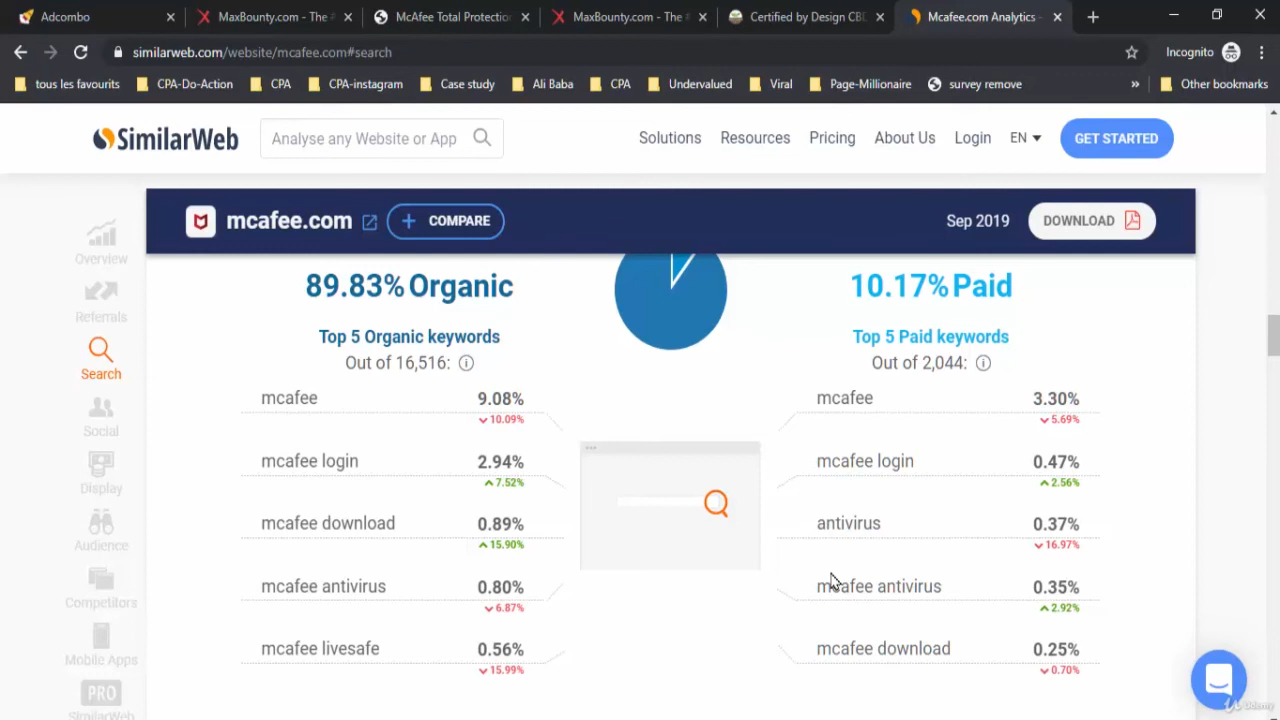 Adcombo
MaxBounty.com - The #
McAfee Total Protection
MaxBounty.com - The #
Certified by Design CBD
Mcafee.com Analytics -
similarweb.com/website/mcafee.com#search
Incognito
tous les favourits
CPA-Do-Action
CPA
CPA-instagram
Case study
Ali Baba
CPA
Undervalued
Viral
Page-Millionaire
survey remove
»
Other bookmarks
SimilarWeb
Analyse any Website or App
Solutions
Resources
Pricing
About Us
Login
EN
GET STARTED
mcafee.com
+ COMPARE
Sep 2019
DOWNLOAD
Overview
Referrals
Search
Social
Display
Audience
Competitors
Mobile Apps
PRO
SimilarWeb
89.83% Organic
Top 5 Organic keywords
Out of 16,516:
mcafee 9.08%
10.09%
mcafee login 2.94%
7.52%
mcafee download 0.89%
15.90%
mcafee antivirus 0.80%
6.87%
mcafee livesafe 0.56%
15.99%
10.17% Paid
Top 5 Paid keywords
Out of 2,044:
mcafee 3.30%
5.69%
mcafee login 0.47%
2.56%
antivirus 0.37%
16.97%
mcafee antivirus 0.35%
2.92%
mcafee download 0.25%
0.70%
Udemy